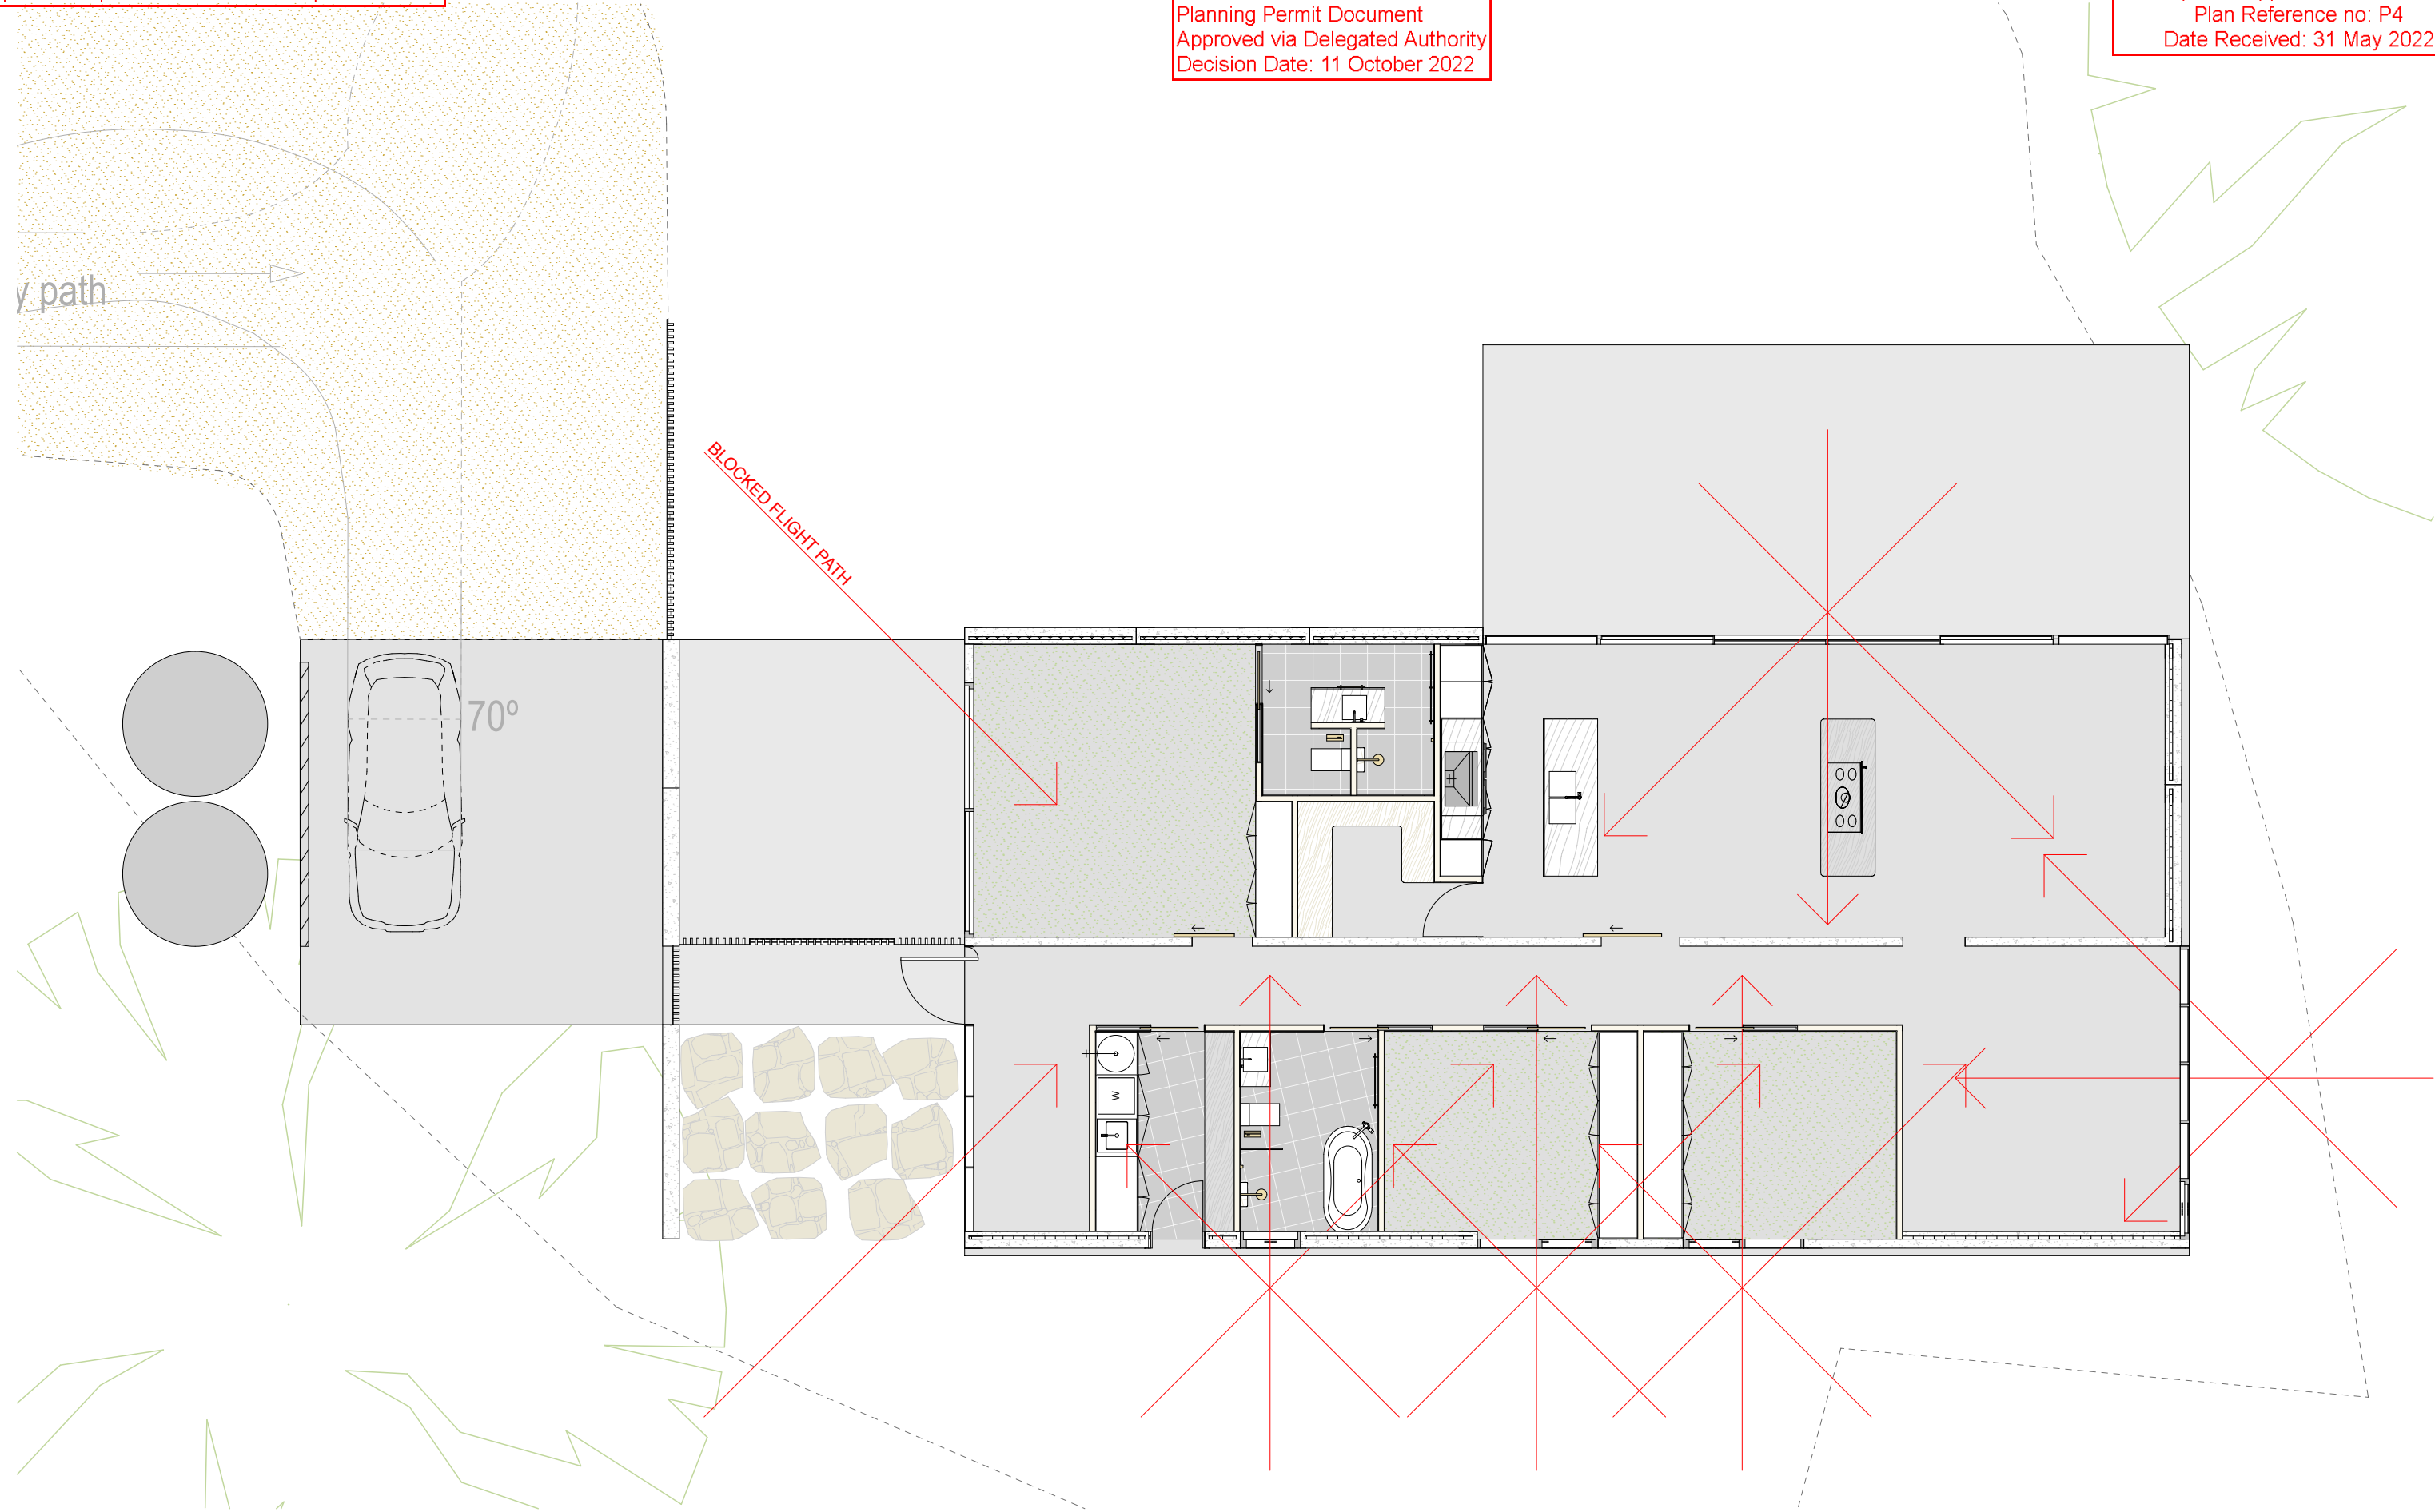 Planning Permit Document
Approved via Delegated Authority
Decision Date: 11 October 2022
Plan Reference no: P4
Date Received: 31 May 2022
y path
BLOCKED FLIGHT PATH
70º
W